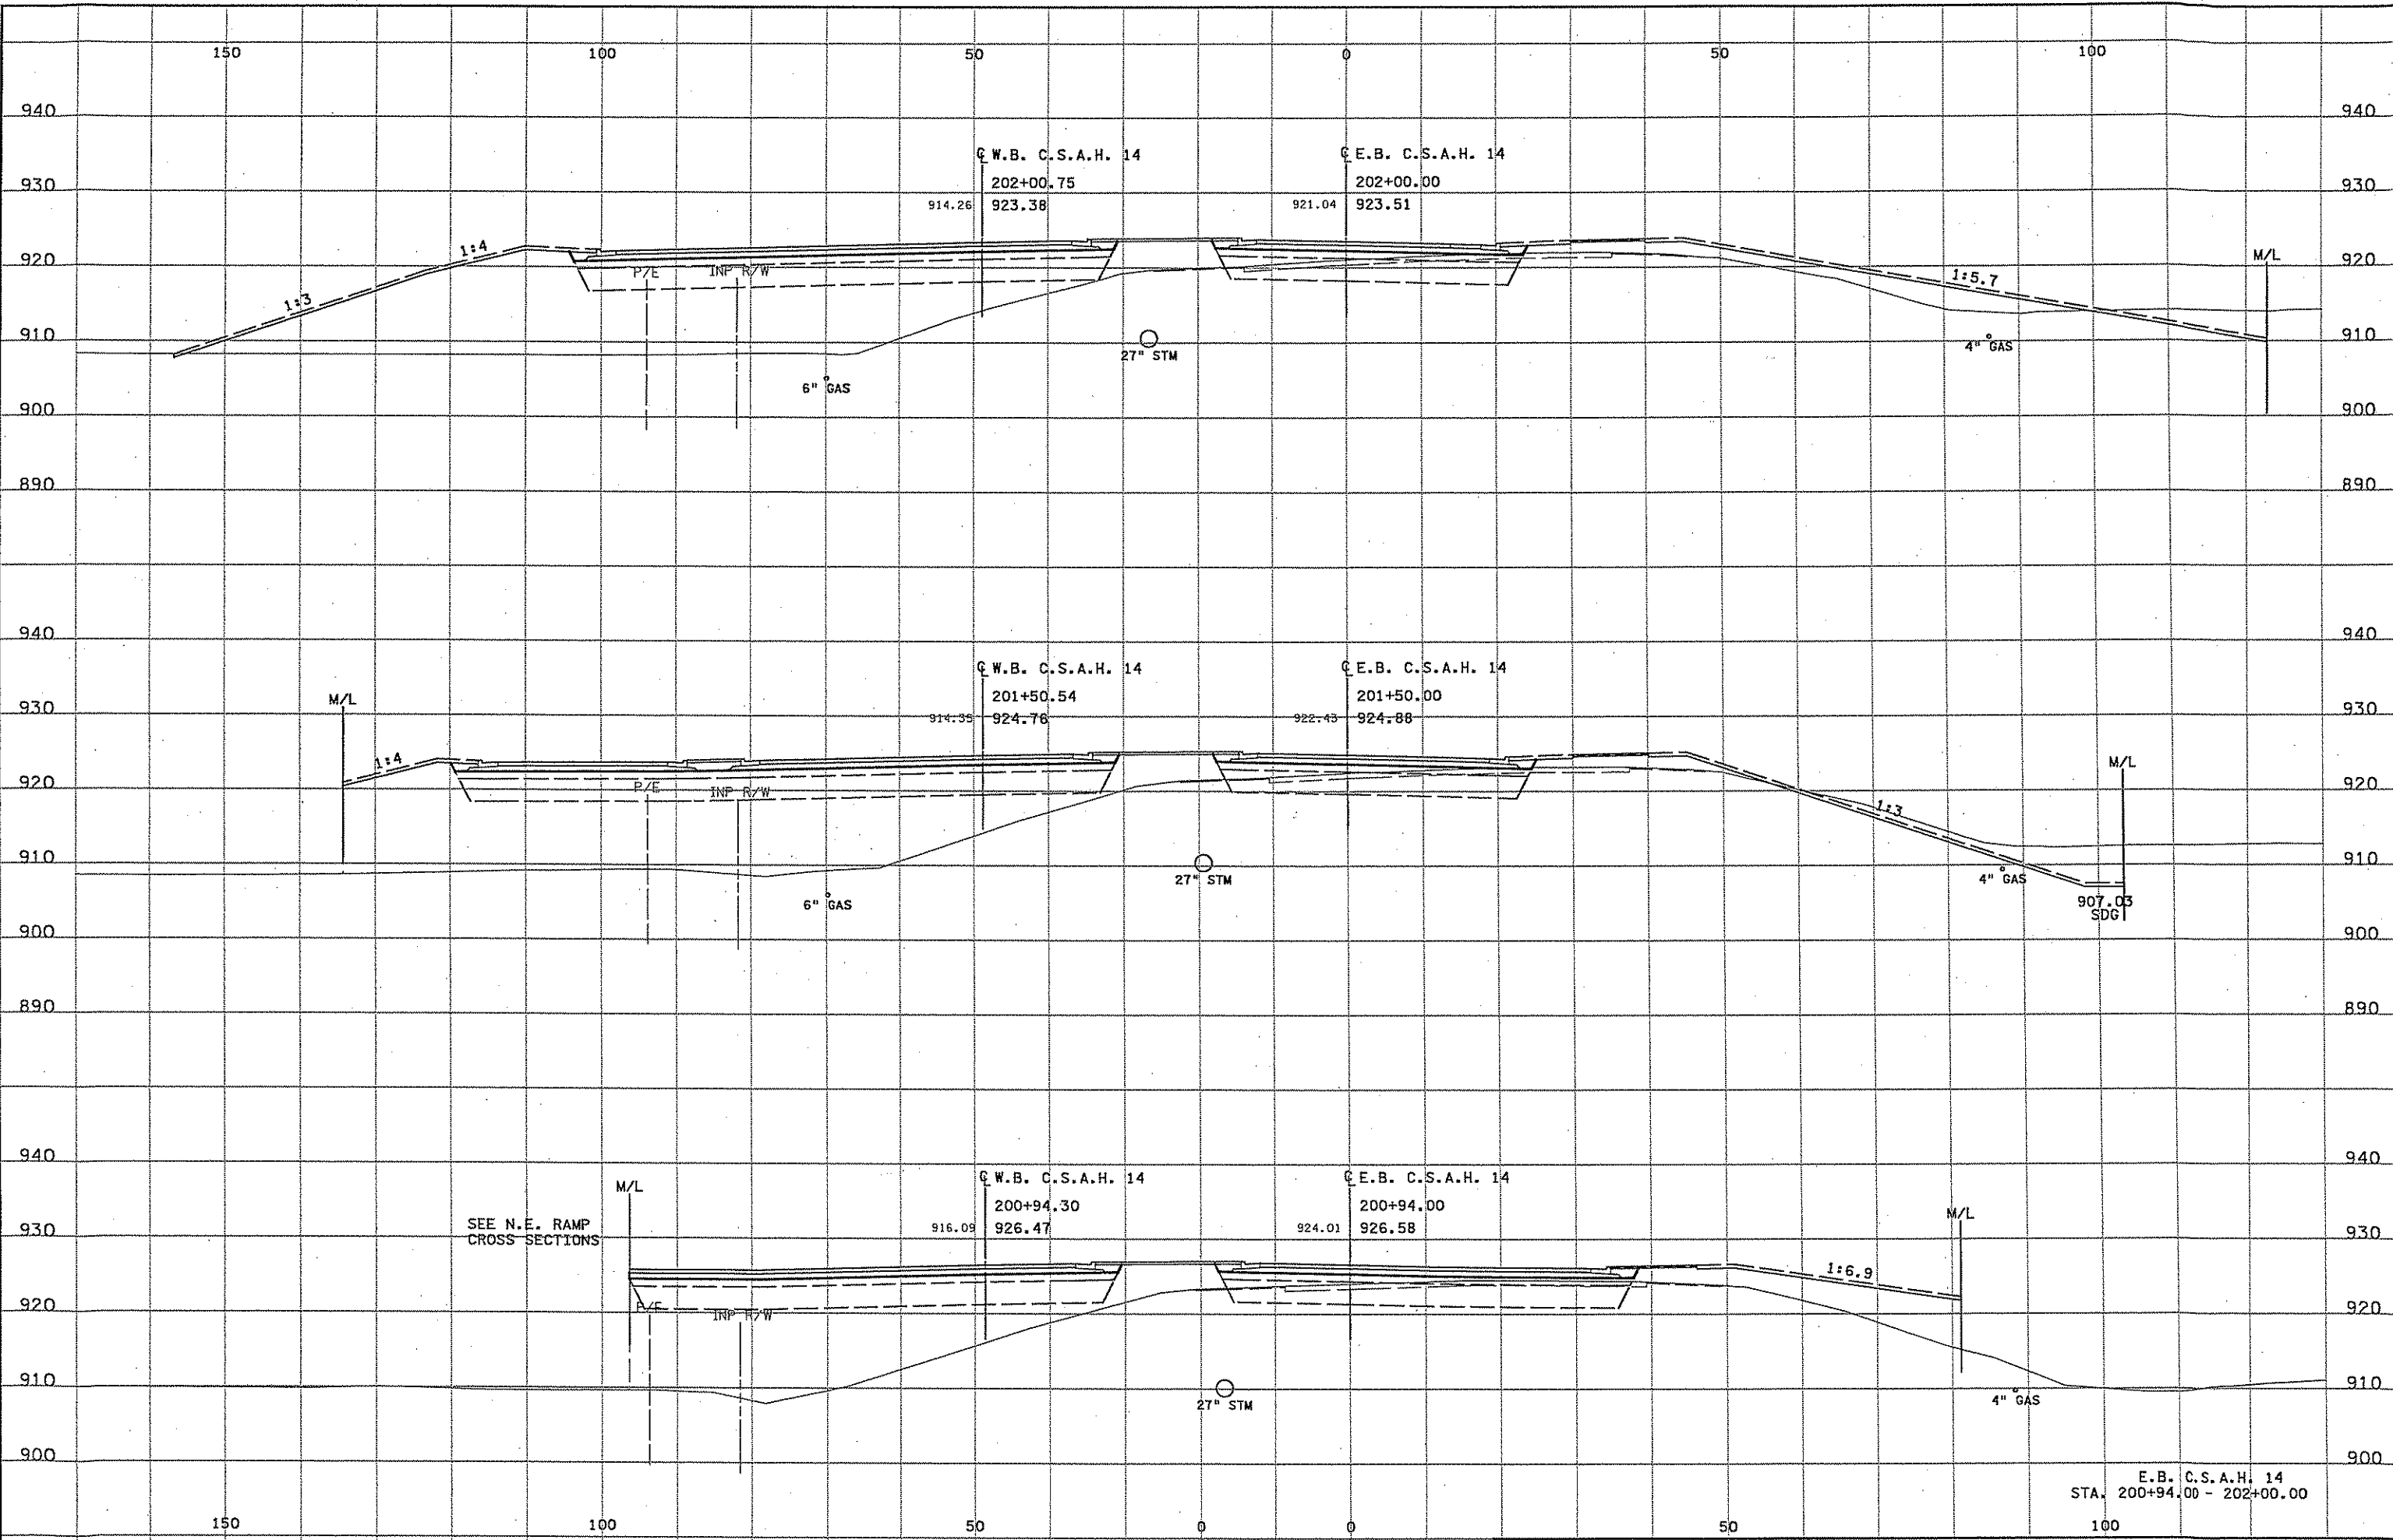 150 100 50 0 50 100
940 940
℄ W.B. C.S.A.H. 14 ℄ E.B. C.S.A.H. 14
202+00.75 202+00.00
930 930
914.26 923.38 921.04 923.51
1:4
920 920
P/E INP R/W M/L
1:5.7
1:3
910 910
27" STM 4" GAS
6" GAS
900 900
890 890
940 940
℄ W.B. C.S.A.H. 14 ℄ E.B. C.S.A.H. 14
M/L 201+50.54 201+50.00
930 930
914.35 924.76 922.43 924.88
1:4 M/L
920 920
P/E INP R/W
1:3
910 910
27" STM 4" GAS
6" GAS 907.03
SDG
900 900
890 890
940 940
℄ W.B. C.S.A.H. 14 ℄ E.B. C.S.A.H. 14
M/L
200+94.30 200+94.00 M/L
SEE N.E. RAMP 916.09 926.47 924.01 926.58
930 930
CROSS SECTIONS
1:6.9
920 920
P/E INP R/W
910 910
27" STM 4" GAS
900 900
E.B. C.S.A.H. 14
STA. 200+94.00 - 202+00.00
150 100 50 0 0 50 100